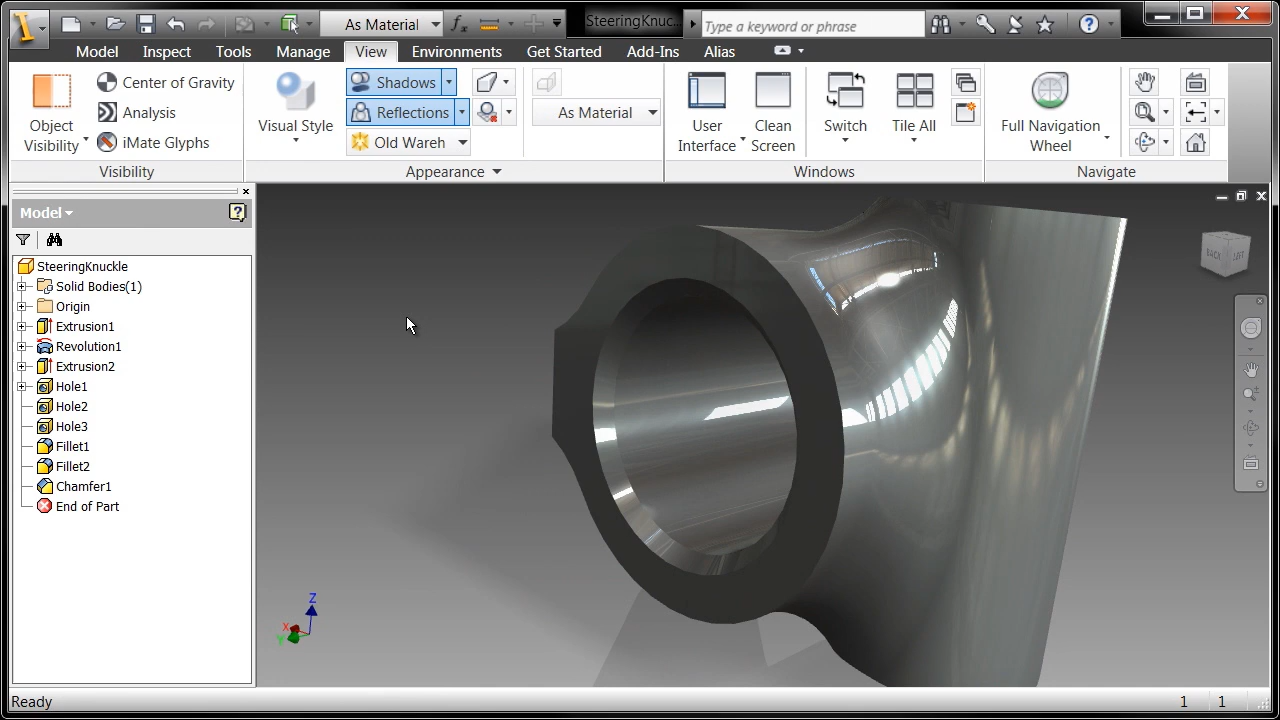 As Material
SteeringKnuc...
Type a keyword or phrase
Model
Inspect
Tools
Manage
View
Environments
Get Started
Add-Ins
Alias
Object
Visibility
Center of Gravity
Analysis
iMate Glyphs
Visibility
Visual Style
Shadows
Reflections
Old Wareh
As Material
Appearance
User
Interface
Clean
Screen
Switch
Tile All
Windows
Full Navigation
Wheel
Navigate
Model
SteeringKnuckle
Solid Bodies(1)
Origin
Extrusion1
Revolution1
Extrusion2
Hole1
Hole2
Hole3
Fillet1
Fillet2
Chamfer1
End of Part
BACK
LEFT
Z
X
Y
Ready
1
1